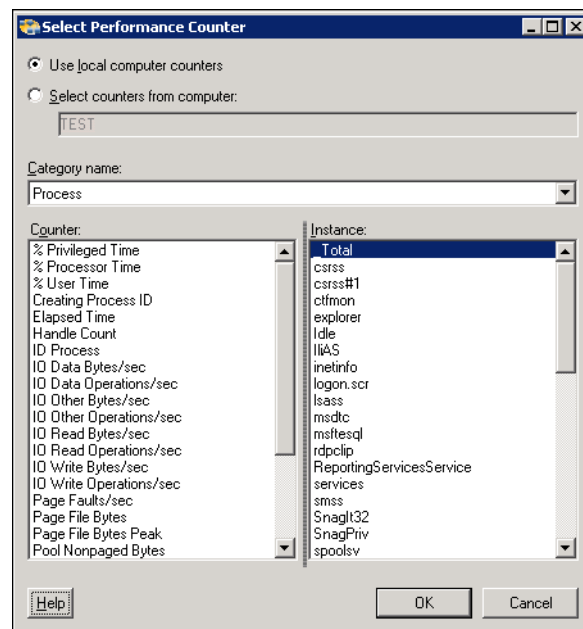 Select Performance Counter
Use local computer counters
Select counters from computer:
TEST
Category name:
Process
Counter:
% Privileged Time
% Processor Time
% User Time
Creating Process ID
Elapsed Time
Handle Count
ID Process
IO Data Bytes/sec
IO Data Operations/sec
IO Other Bytes/sec
IO Other Operations/sec
IO Read Bytes/sec
IO Read Operations/sec
IO Write Bytes/sec
IO Write Operations/sec
Page Faults/sec
Page File Bytes
Page File Bytes Peak
Pool Nonpaged Bytes
Instance:
_Total
csrss
csrss#1
ctfmon
explorer
Idle
IliAS
inetinfo
logon.scr
lsass
msdtc
msftesql
rdpclip
ReportingServicesService
services
smss
SnagIt32
SnagPriv
spoolsv
Help
OK
Cancel